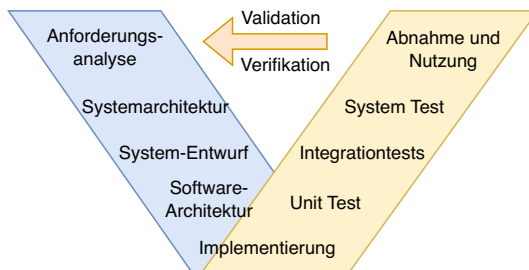 Anforderungs-
analyse
Validation
Verifikation
Abnahme und
Nutzung
Systemarchitektur
System Test
System-Entwurf
Integrationtests
Software-
Architektur
Unit Test
Implementierung